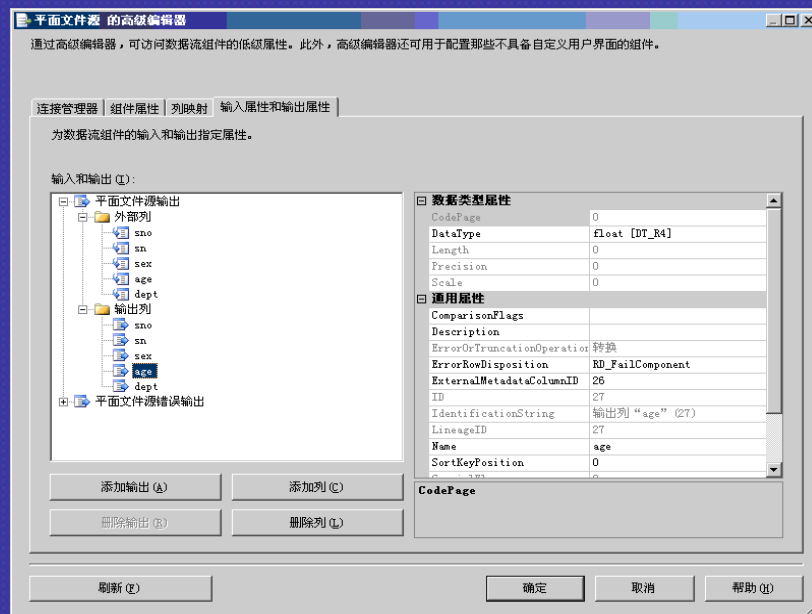 平面文件源 的高级编辑器
通过高级编辑器，可访问数据流组件的低级属性。此外，高级编辑器还可用于配置那些不具备自定义用户界面的组件。
连接管理器 组件属性 列映射 输入属性和输出属性
为数据流组件的输入和输出指定属性。
输入和输出(I):
平面文件源输出
外部列
sno
sn
sex
age
dept
输出列
sno
sn
sex
age
dept
平面文件源错误输出
添加输出(A) 添加列(C)
删除输出(R) 删除列(L)
数据类型属性
CodePage 0
DataType float [DT_R4]
Length 0
Precision 0
Scale 0
通用属性
ComparisonFlags
Description
ErrorOrTruncationOperation 转换
ErrorRowDisposition RD_FailComponent
ExternalMetadataColumnID 26
ID 27
IdentificationString 输出列“age” (27)
LineageID 27
Name age
SortKeyPosition 0
CodePage
刷新(F) 确定 取消 帮助(H)